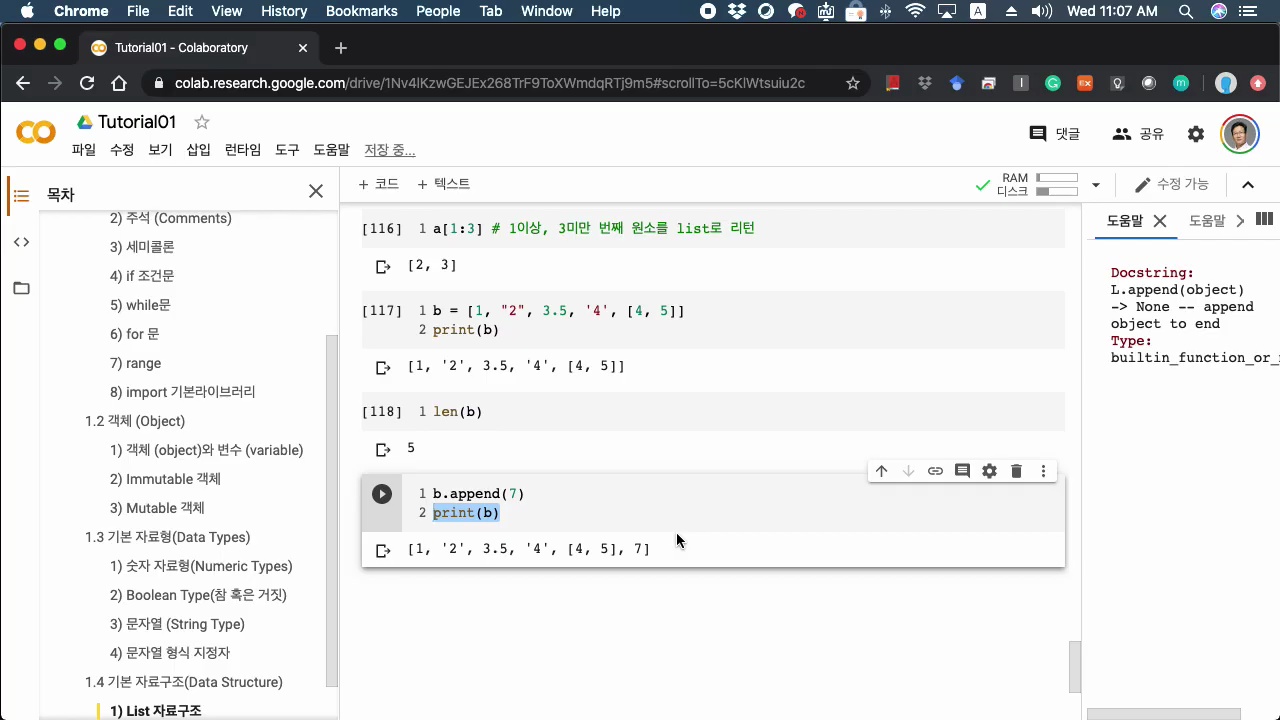 Chrome File Edit View History Bookmarks People Tab Window Help
A Wed 11:07 AM
Tutorial01 - Colaboratory
colab.research.google.com/drive/1Nv4lKzwGEJEx268TrF9ToXWmdqRTj9m5#scrollTo=5cKlWtsuiu2c
Tutorial01
댓글 공유
파일 수정 보기 삽입 런타임 도구 도움말 저장 중...
목차
+ 코드 + 텍스트
RAM
디스크
수정 가능
2) 주석 (Comments)
3) 세미콜론
4) if 조건문
5) while문
6) for 문
7) range
8) import 기본라이브러리
1.2 객체 (Object)
1) 객체 (object)와 변수 (variable)
2) Immutable 객체
3) Mutable 객체
1.3 기본 자료형(Data Types)
1) 숫자 자료형(Numeric Types)
2) Boolean Type(참 혹은 거짓)
3) 문자열 (String Type)
4) 문자열 형식 지정자
1.4 기본 자료구조(Data Structure)
1) List 자료구조
[116] 1 a[1:3] # 1이상, 3미만 번째 원소를 list로 리턴
[2, 3]
[117] 1 b = [1, "2", 3.5, '4', [4, 5]]
2 print(b)
[1, '2', 3.5, '4', [4, 5]]
[118] 1 len(b)
5
1 b.append(7)
2 print(b)
[1, '2', 3.5, '4', [4, 5], 7]
도움말 도움말
Docstring:
L.append(object)
-> None -- append
object to end
Type:
builtin_function_or_